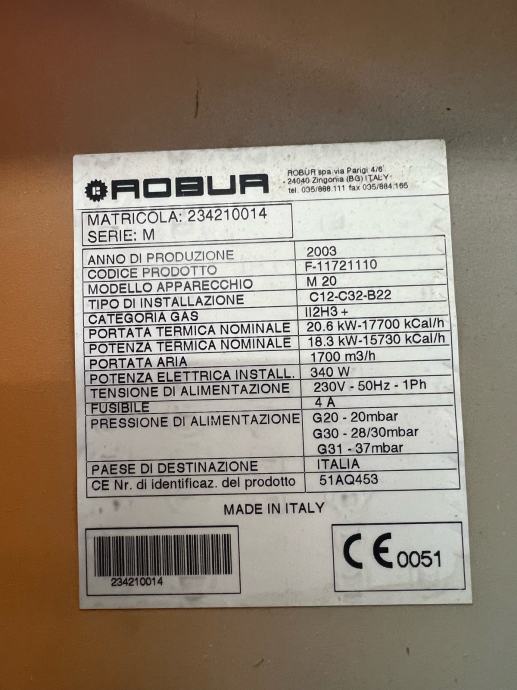 ROBUR
ROBUR spa via Parigi 4/6
24040 Zingonia (BG) ITALY
tel. 035/888.111 fax 035/884.165
MATRICOLA: 234210014
SERIE: M
ANNO DI PRODUZIONE 2003
CODICE PRODOTTO F-11721110
MODELLO APPARECCHIO M 20
TIPO DI INSTALLAZIONE C12-C32-B22
CATEGORIA GAS II2H3+
PORTATA TERMICA NOMINALE 20.6 kW-17700 KCal/h
POTENZA TERMICA NOMINALE 18.3 kW-15730 KCal/h
PORTATA ARIA 1700 m3/h
POTENZA ELETTRICA INSTALL. 340 W
TENSIONE DI ALIMENTAZIONE 230V - 50Hz - 1Ph
FUSIBILE 4 A
PRESSIONE DI ALIMENTAZIONE G20 - 20mbar
G30 - 28/30mbar
G31 - 37mbar
PAESE DI DESTINAZIONE ITALIA
CE Nr. di identificaz. del prodotto 51AQ453
MADE IN ITALY
234210014
CE 0051